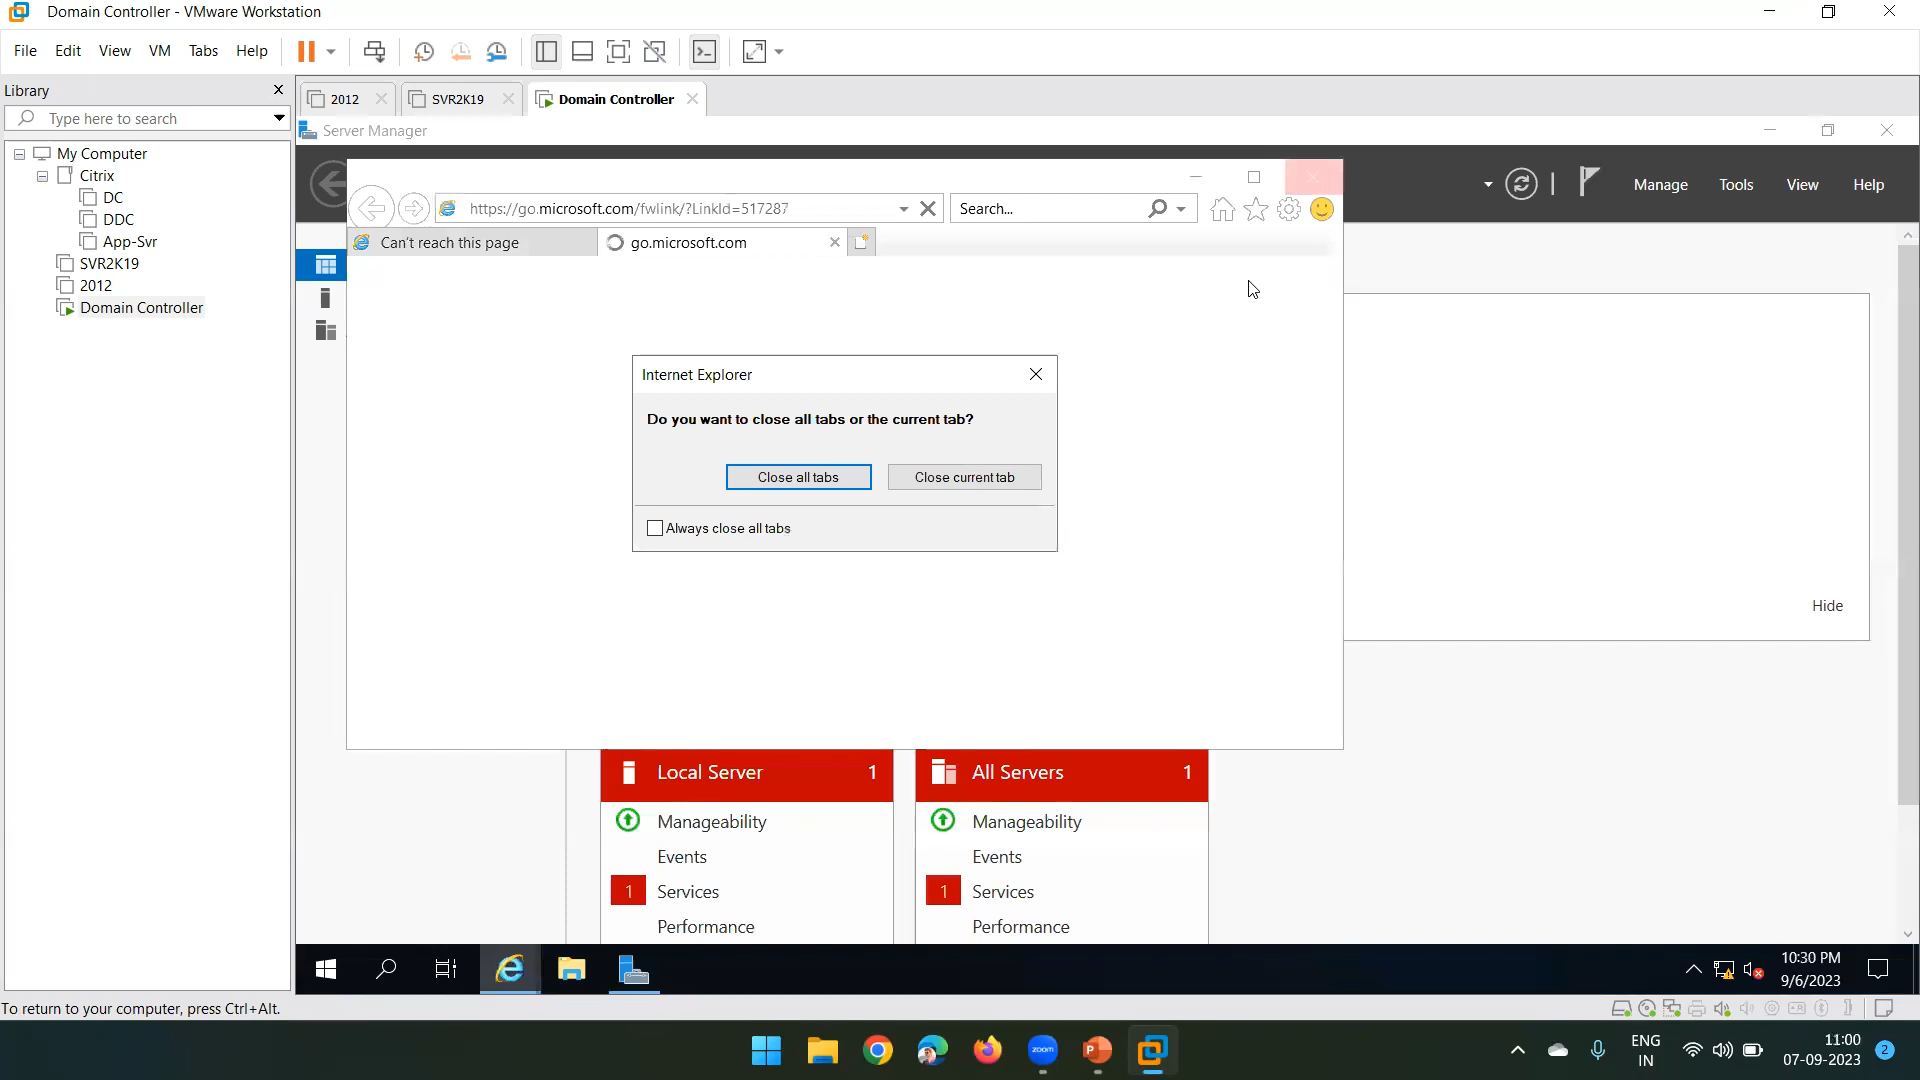 Domain Controller - VMware Workstation
File Edit View VM Tabs Help
Library
2012 SVR2K19 Domain Controller
Type here to search
Server Manager
My Computer
Citrix
DC
DDC
App-Svr
SVR2K19
2012
Domain Controller
Manage Tools View Help
https://go.microsoft.com/fwlink/?LinkId=517287
Search...
Can't reach this page
go.microsoft.com
Internet Explorer
Do you want to close all tabs or the current tab?
Close all tabs
Close current tab
Always close all tabs
Hide
Local Server 1
Manageability
Events
1 Services
Performance
All Servers 1
Manageability
Events
1 Services
Performance
10:30 PM
9/6/2023
To return to your computer, press Ctrl+Alt.
zoom
P
ENG
IN
11:00
07-09-2023
2